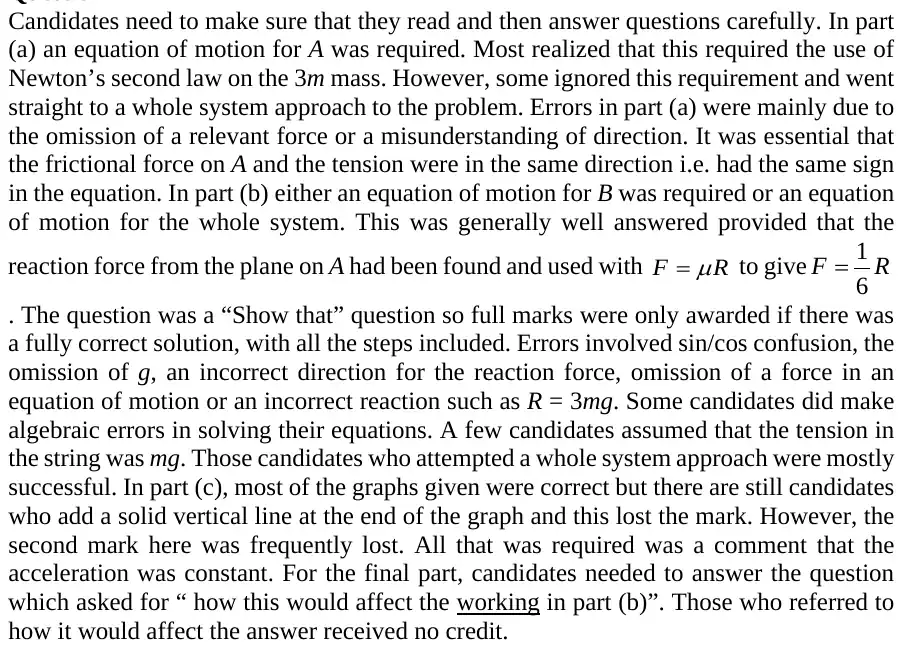 Candidates need to make sure that they read and then answer questions carefully. In part
(a) an equation of motion for A was required. Most realized that this required the use of
Newton’s second law on the 3m mass. However, some ignored this requirement and went
straight to a whole system approach to the problem. Errors in part (a) were mainly due to
the omission of a relevant force or a misunderstanding of direction. It was essential that
the frictional force on A and the tension were in the same direction i.e. had the same sign
in the equation. In part (b) either an equation of motion for B was required or an equation
of motion for the whole system. This was generally well answered provided that the
reaction force from the plane on A had been found and used with F = μR to give F = 1/6 R
. The question was a “Show that” question so full marks were only awarded if there was
a fully correct solution, with all the steps included. Errors involved sin/cos confusion, the
omission of g, an incorrect direction for the reaction force, omission of a force in an
equation of motion or an incorrect reaction such as R = 3mg. Some candidates did make
algebraic errors in solving their equations. A few candidates assumed that the tension in
the string was mg. Those candidates who attempted a whole system approach were mostly
successful. In part (c), most of the graphs given were correct but there are still candidates
who add a solid vertical line at the end of the graph and this lost the mark. However, the
second mark here was frequently lost. All that was required was a comment that the
acceleration was constant. For the final part, candidates needed to answer the question
which asked for “ how this would affect the working in part (b)”. Those who referred to
how it would affect the answer received no credit.